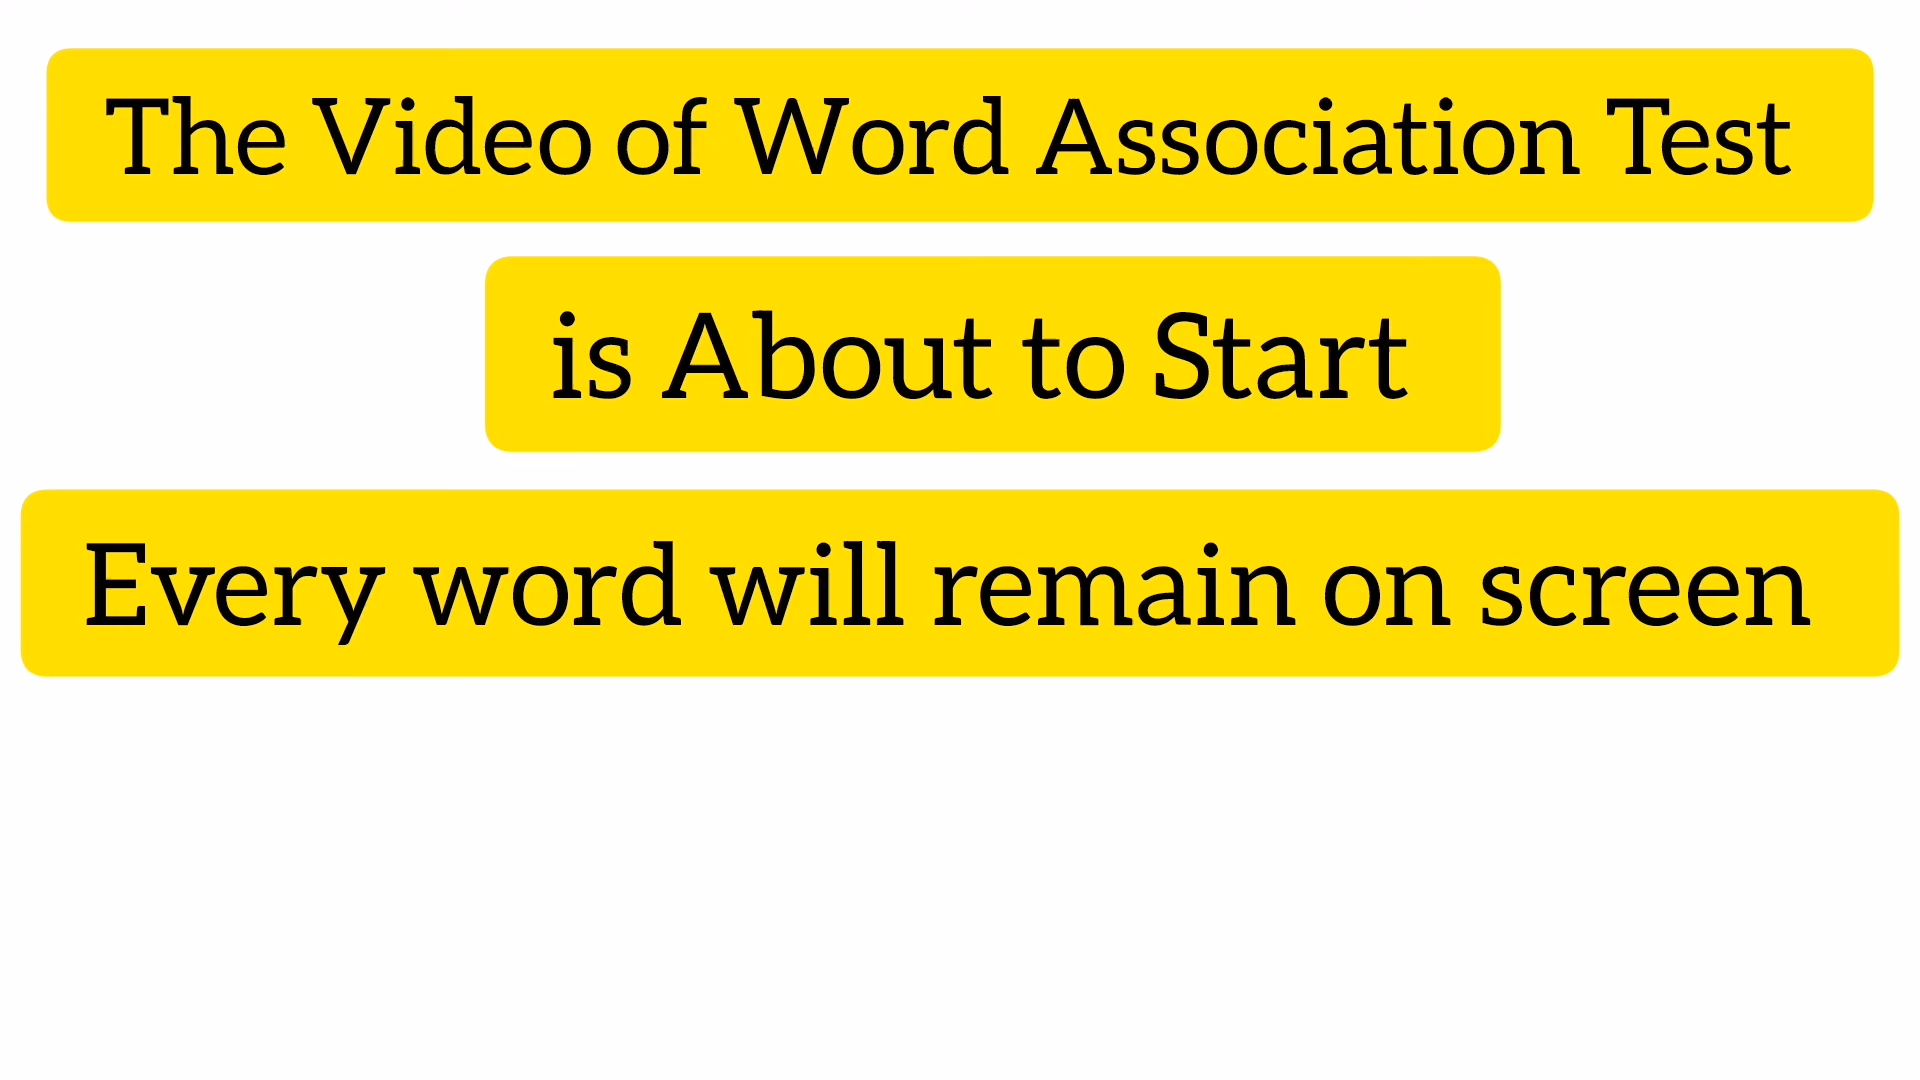 The Video of Word Association Test
is About to Start
Every word will remain on screen